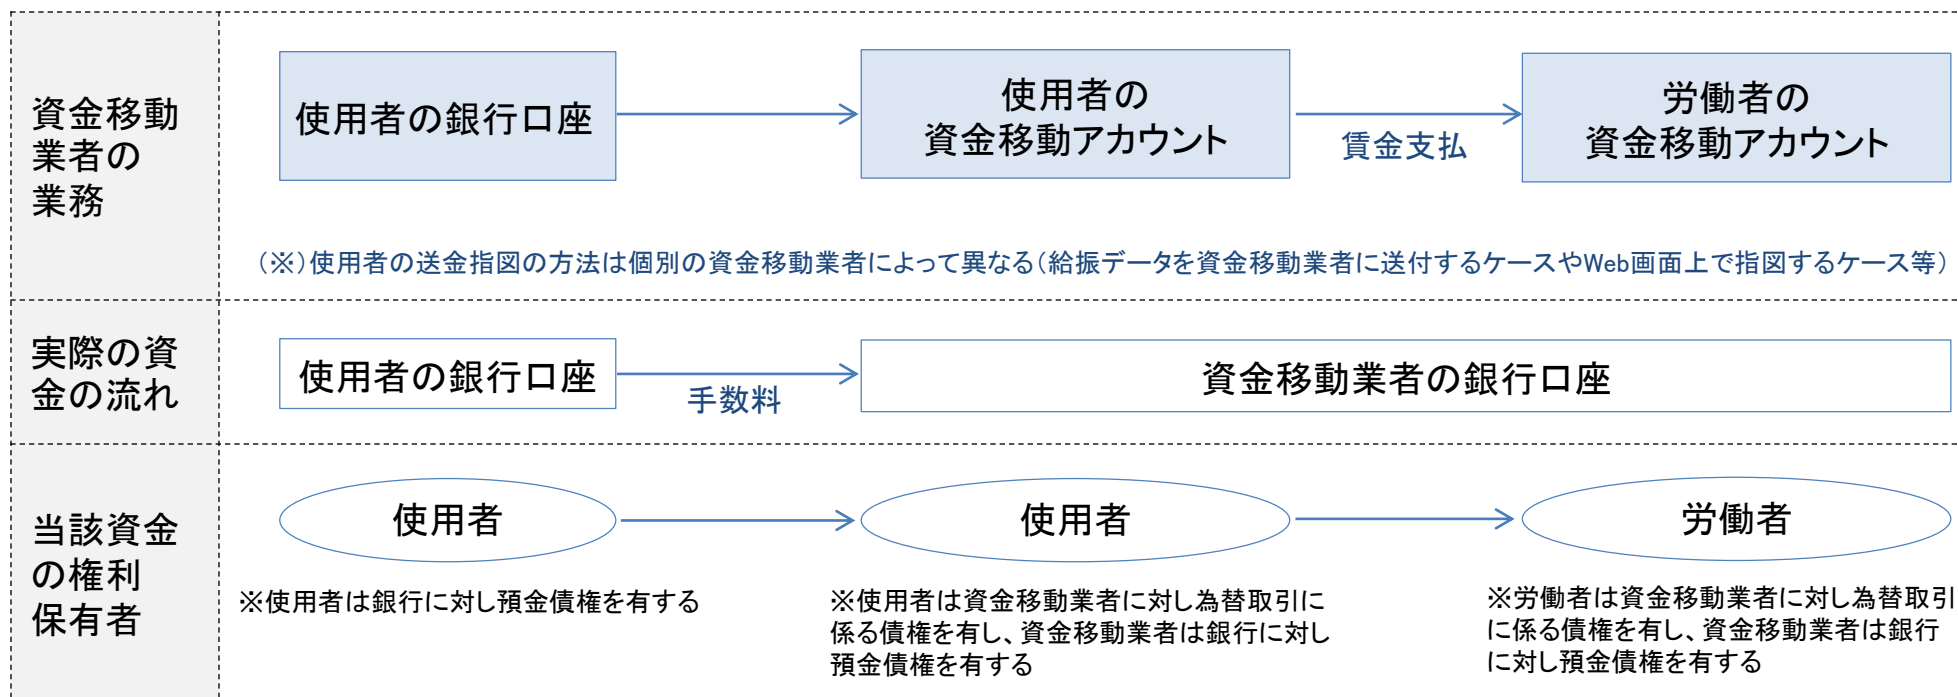 資金移動
業者の
業務
使用者の銀行口座
使用者の
資金移動アカウント
賃金支払
労働者の
資金移動アカウント
(※)使用者の送金指図の方法は個別の資金移動業者によって異なる(給振データを資金移動業者に送付するケースやWeb画面上で指図するケース等)
実際の資
金の流れ
使用者の銀行口座
手数料
資金移動業者の銀行口座
当該資金
の権利
保有者
使用者
使用者
労働者
※使用者は銀行に対し預金債権を有する
※使用者は資金移動業者に対し為替取引に
係る債権を有し、資金移動業者は銀行に対し
預金債権を有する
※労働者は資金移動業者に対し為替取引
に係る債権を有し、資金移動業者は銀行
に対し預金債権を有する